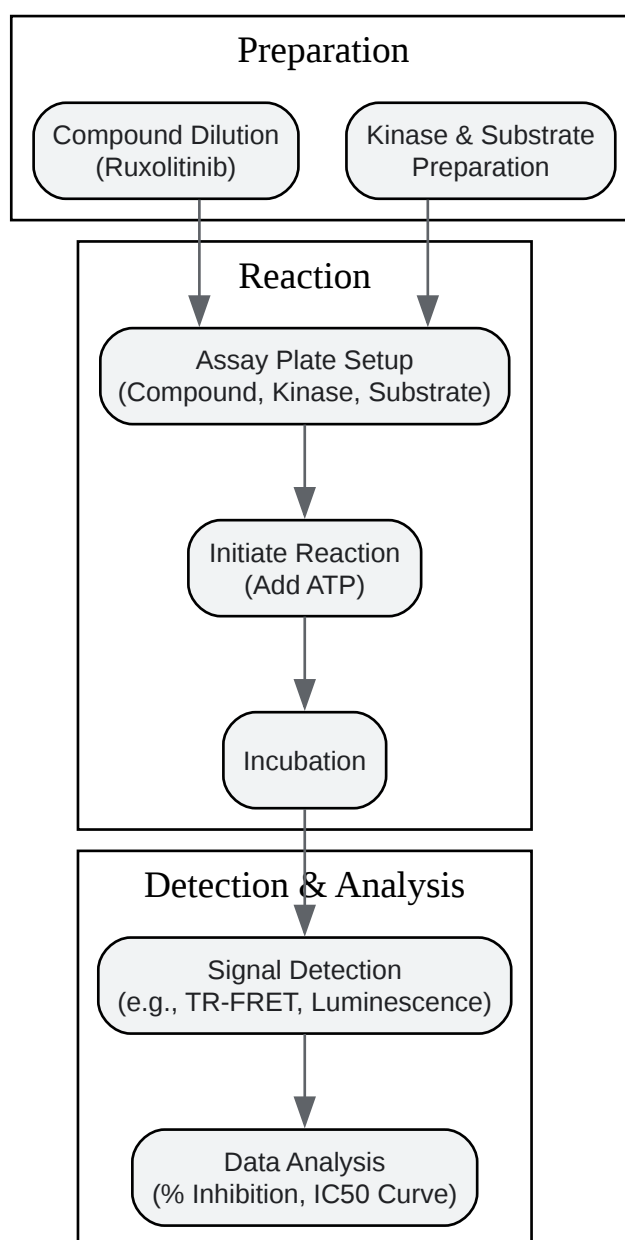 Preparation
Compound Dilution
(Ruxolitinib)
Kinase & Substrate
Preparation
Reaction
Assay Plate Setup
(Compound, Kinase, Substrate)
Initiate Reaction
(Add ATP)
Incubation
Detection & Analysis
Signal Detection
(e.g., TR-FRET, Luminescence)
Data Analysis
(% Inhibition, IC50 Curve)